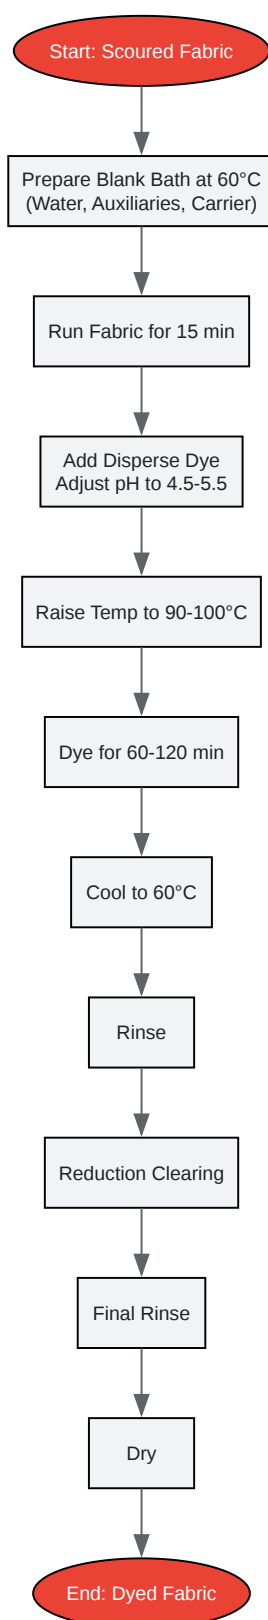 Start: Scoured Fabric
Prepare Blank Bath at 60°C
(Water, Auxiliaries, Carrier)
Run Fabric for 15 min
Add Disperse Dye
Adjust pH to 4.5-5.5
Raise Temp to 90-100°C
Dye for 60-120 min
Cool to 60°C
Rinse
Reduction Clearing
Final Rinse
Dry
End: Dyed Fabric